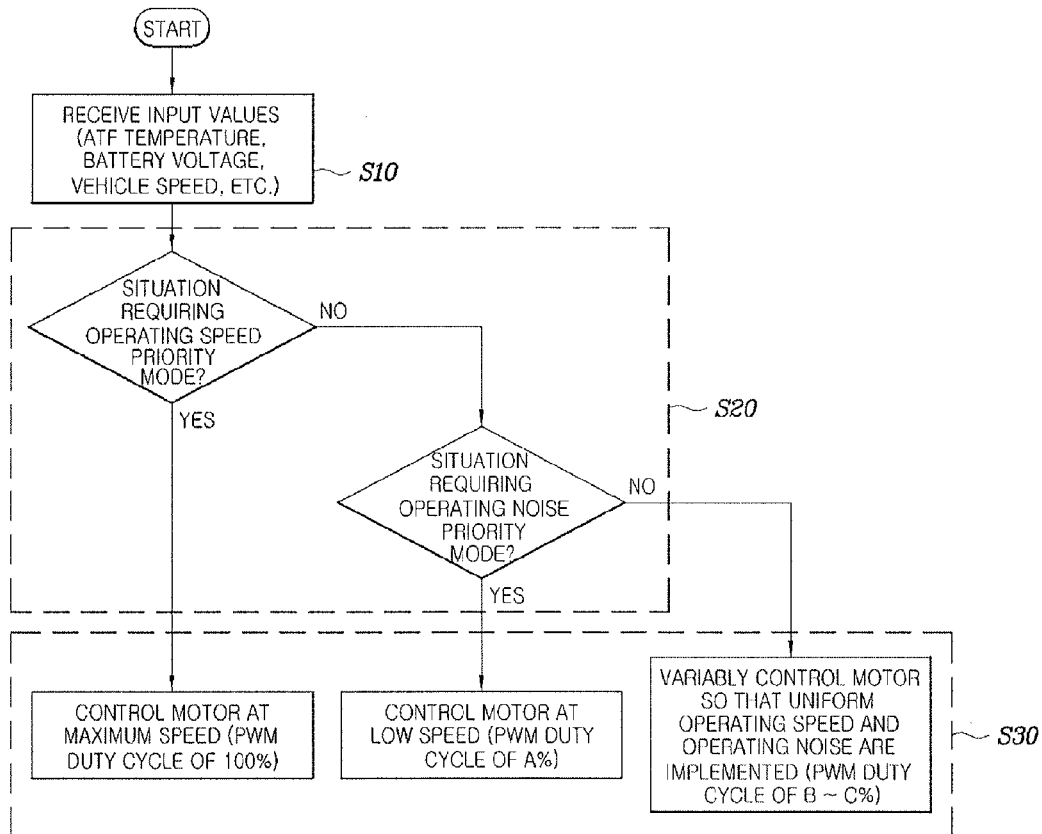 START
RECEIVE INPUT VALUES
(ATF TEMPERATURE,
BATTERY VOLTAGE,
VEHICLE SPEED, ETC.)
S10
SITUATION
REQUIRING
OPERATING SPEED
PRIORITY
MODE?
NO
YES
S20
SITUATION
REQUIRING
OPERATING NOISE
PRIORITY
MODE?
NO
YES
CONTROL MOTOR AT
MAXIMUM SPEED (PWM
DUTY CYCLE OF 100%)
CONTROL MOTOR AT
LOW SPEED (PWM DUTY
CYCLE OF A%)
VARIABLY CONTROL MOTOR
SO THAT UNIFORM
OPERATING SPEED AND
OPERATING NOISE ARE
IMPLEMENTED (PWM DUTY
CYCLE OF B ~ C%)
S30